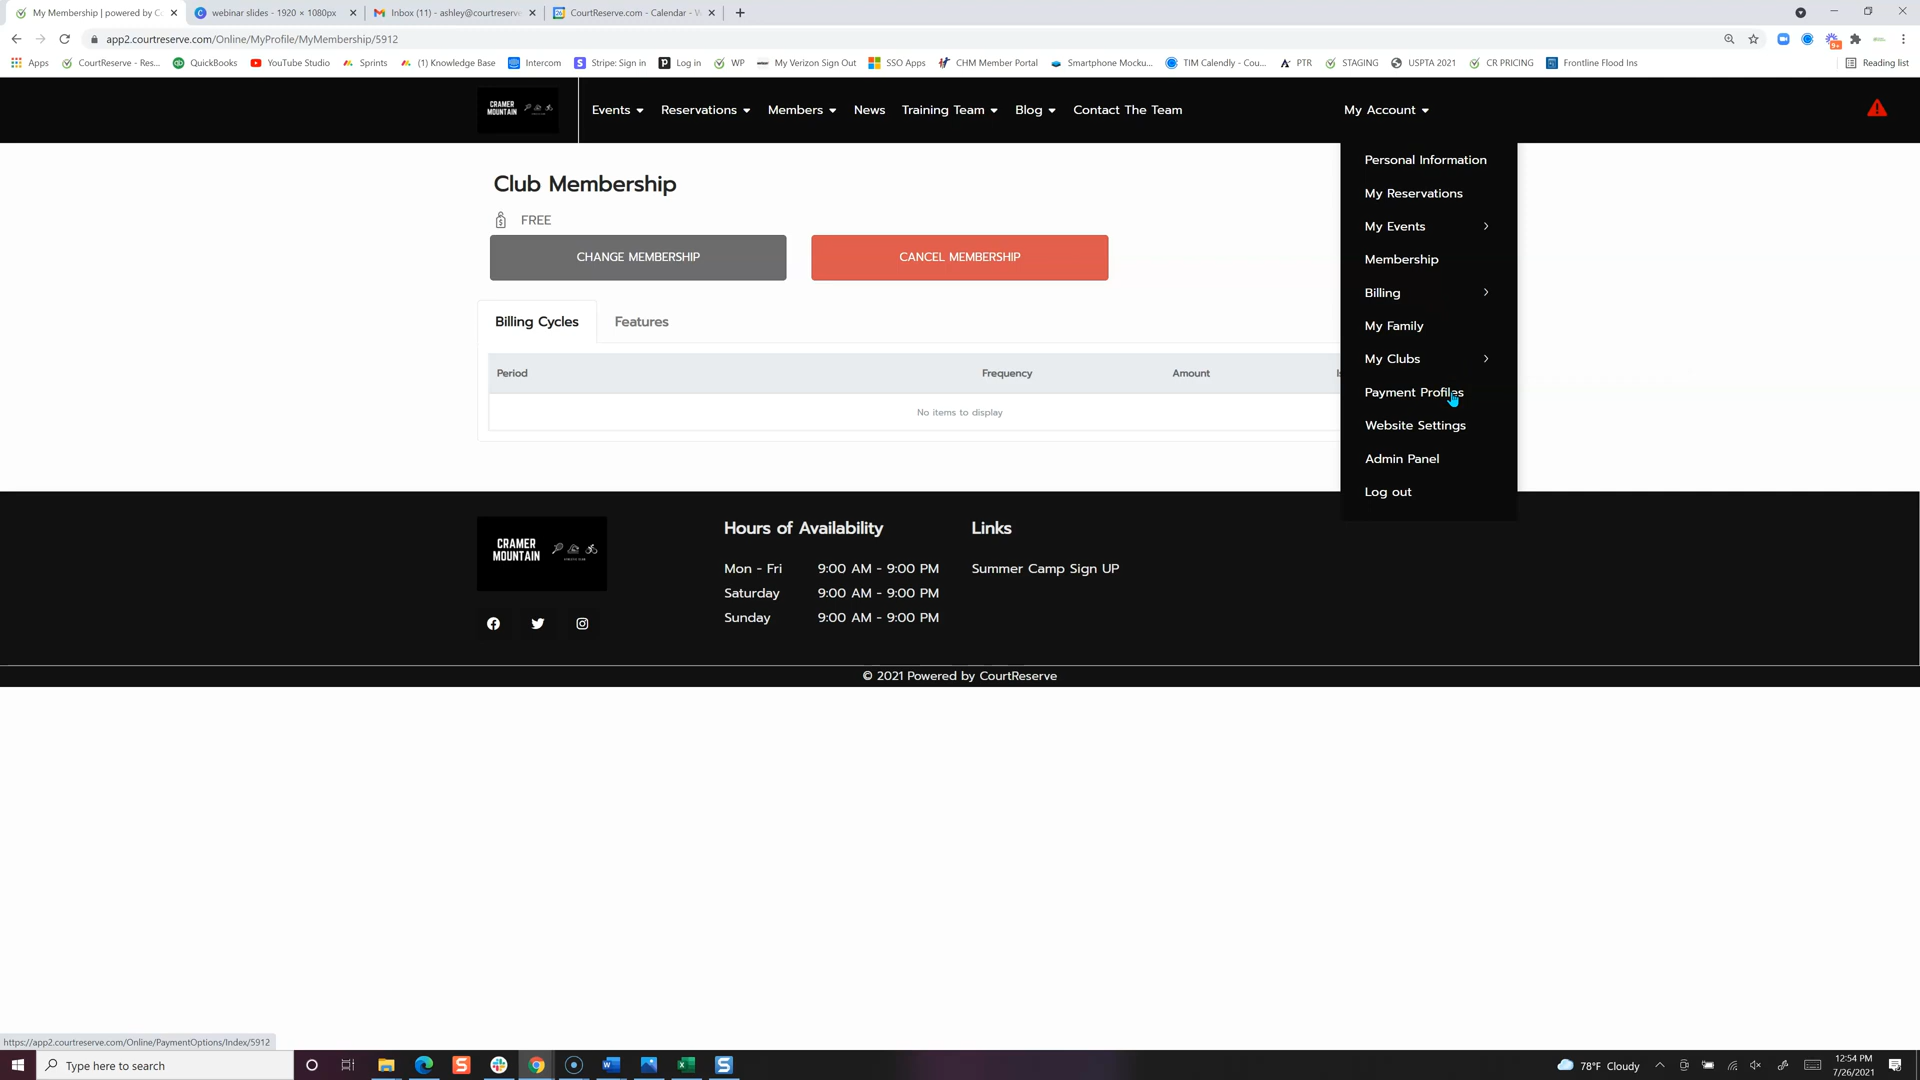 My Membership | powered by C
webinar slides - 1920 × 1080px
Inbox (11) - ashley@courtreserve
CourtReserve.com - Calendar - W
app2.courtreserve.com/Online/MyProfile/MyMembership/5912
Apps
CourtReserve - Res...
QuickBooks
YouTube Studio
Sprints
(1) Knowledge Base
Intercom
Stripe: Sign in
Log in
WP
My Verizon Sign Out
SSO Apps
CHM Member Portal
Smartphone Mocku...
TIM Calendly - Cou...
PTR
STAGING
USPTA 2021
CR PRICING
Frontline Flood Ins
Reading list
CRAMER
MOUNTAIN
Events
Reservations
Members
News
Training Team
Blog
Contact The Team
My Account
Personal Information
My Reservations
My Events
Membership
Billing
My Family
My Clubs
Payment Profiles
Website Settings
Admin Panel
Log out
Club Membership
FREE
CHANGE MEMBERSHIP
CANCEL MEMBERSHIP
Billing Cycles
Features
Period
Frequency
Amount
No items to display
CRAMER
MOUNTAIN
Hours of Availability
Mon - Fri 9:00 AM - 9:00 PM
Saturday 9:00 AM - 9:00 PM
Sunday 9:00 AM - 9:00 PM
Links
Summer Camp Sign UP
© 2021 Powered by CourtReserve
https://app2.courtreserve.com/Online/PaymentOptions/Index/5912
Type here to search
78°F Cloudy
12:54 PM
7/26/2021